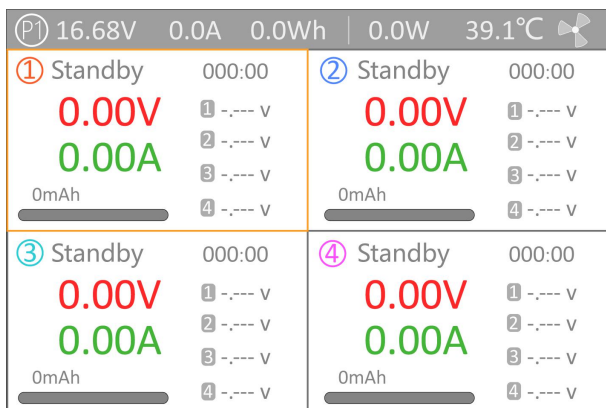 P1 16.68V 0.0A 0.0Wh 0.0W 39.1℃
1 Standby 000:00
0.00V
0.00A
0mAh
1 -.--- v
2 -.--- v
3 -.--- v
4 -.--- v
2 Standby 000:00
0.00V
0.00A
0mAh
1 -.--- v
2 -.--- v
3 -.--- v
4 -.--- v
3 Standby 000:00
0.00V
0.00A
0mAh
1 -.--- v
2 -.--- v
3 -.--- v
4 -.--- v
4 Standby 000:00
0.00V
0.00A
0mAh
1 -.--- v
2 -.--- v
3 -.--- v
4 -.--- v